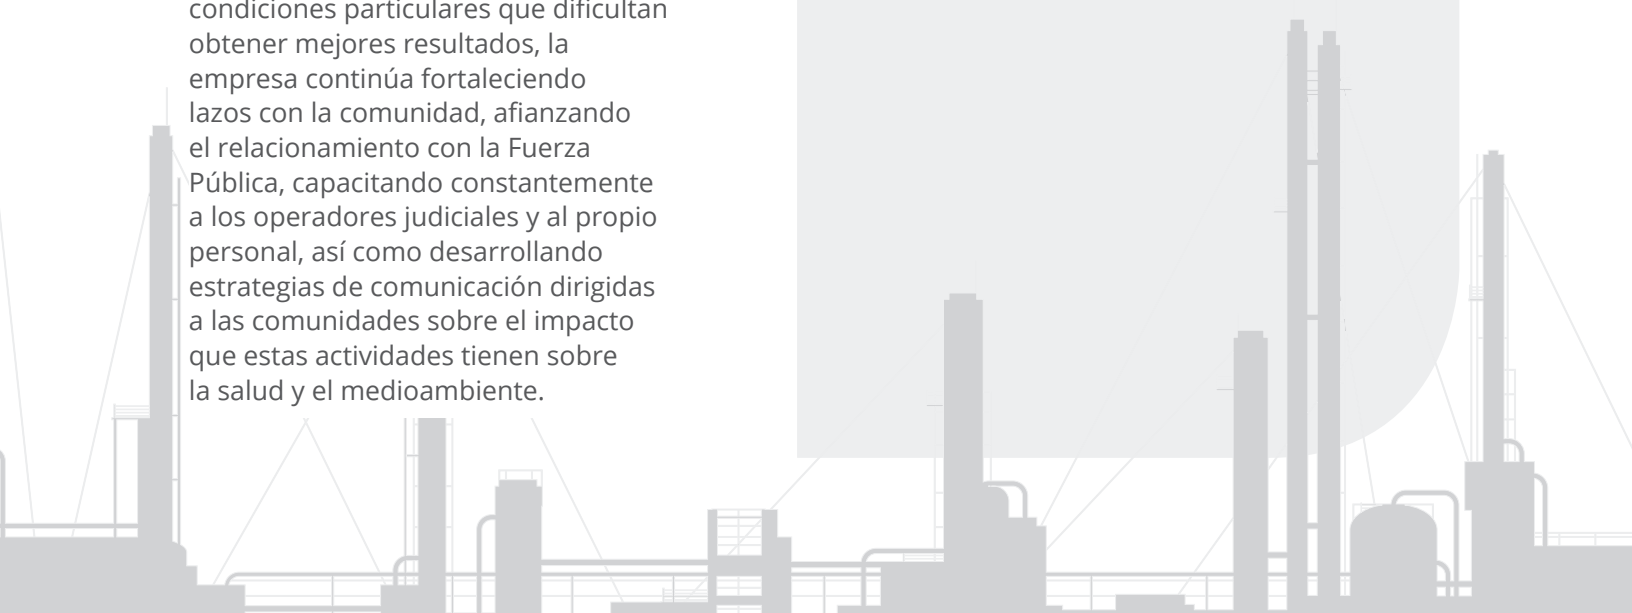 condiciones particulares que dificultan
obtener mejores resultados, la
empresa continúa fortaleciendo
lazos con la comunidad, afianzando
el relacionamiento con la Fuerza
Pública, capacitando constantemente
a los operadores judiciales y al propio
personal, así como desarrollando
estrategias de comunicación dirigidas
a las comunidades sobre el impacto
que estas actividades tienen sobre
la salud y el medioambiente.